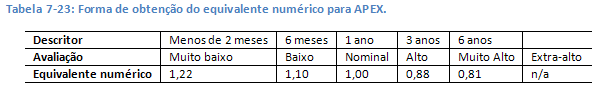 Tabela 7-23: Forma de obtenção do equivalente numérico para APEX.
Descritor Menos de 2 meses 6 meses 1 ano 3 anos 6 anos
Avaliação Muito baixo Baixo Nominal Alto Muito Alto Extra-alto
Equivalente numérico 1,22 1,10 1,00 0,88 0,81 n/a